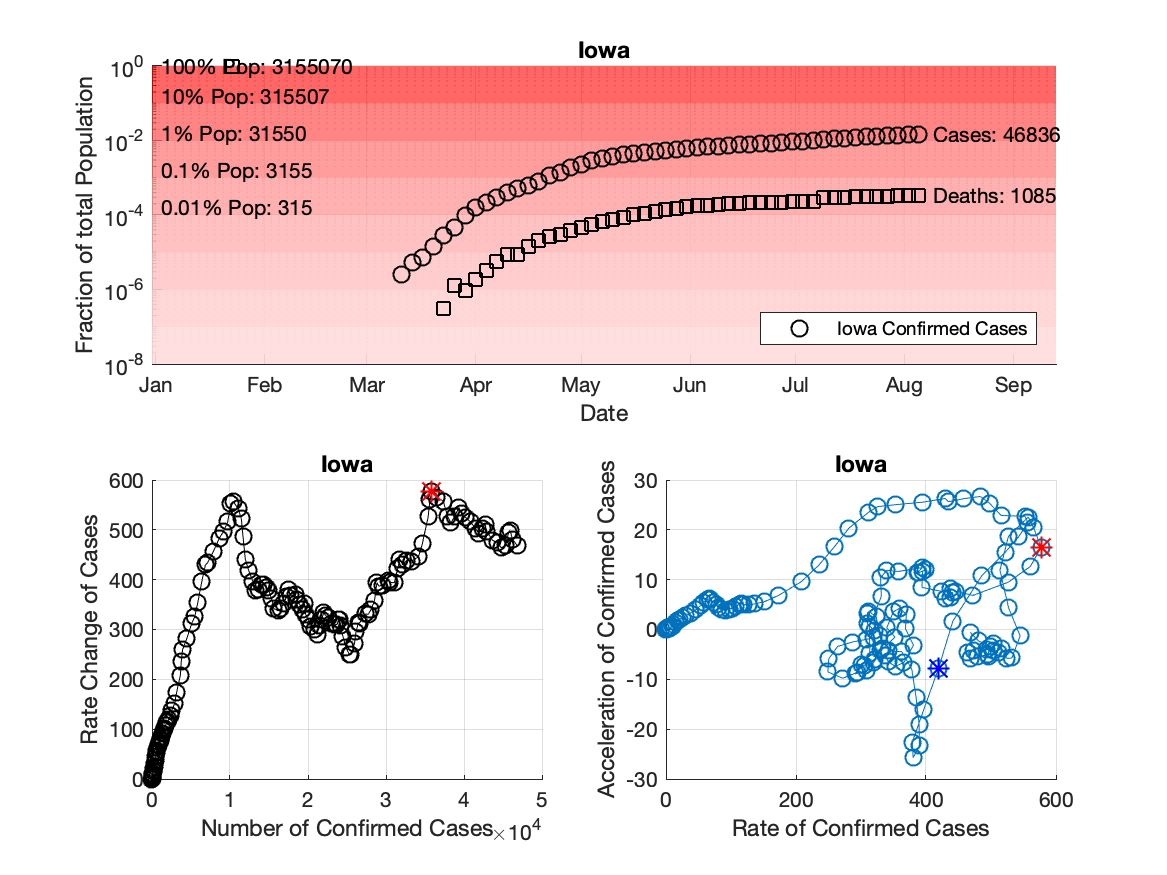 Iowa
10^0
10^-2
10^-4
10^-6
10^-8
Fraction of total Population
100% Pop: 3155070
10% Pop: 315507
1% Pop: 31550
0.1% Pop: 3155
0.01% Pop: 315
Cases: 46836
Deaths: 1085
Iowa Confirmed Cases
Jan Feb Mar Apr May Jun Jul Aug Sep
Date
Iowa
600
500
400
300
200
100
0
Rate Change of Cases
0 1 2 3 4 5
Number of Confirmed Cases ×10^4
Iowa
30
20
10
0
-10
-20
-30
Acceleration of Confirmed Cases
0 200 400 600
Rate of Confirmed Cases